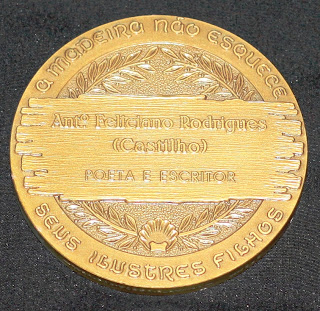 A MADEIRA NÃO ESQUECE
Antº. Feliciano Rodrigues
(Castilho)
POETA E ESCRITOR
SEUS ILUSTRES FILHOS